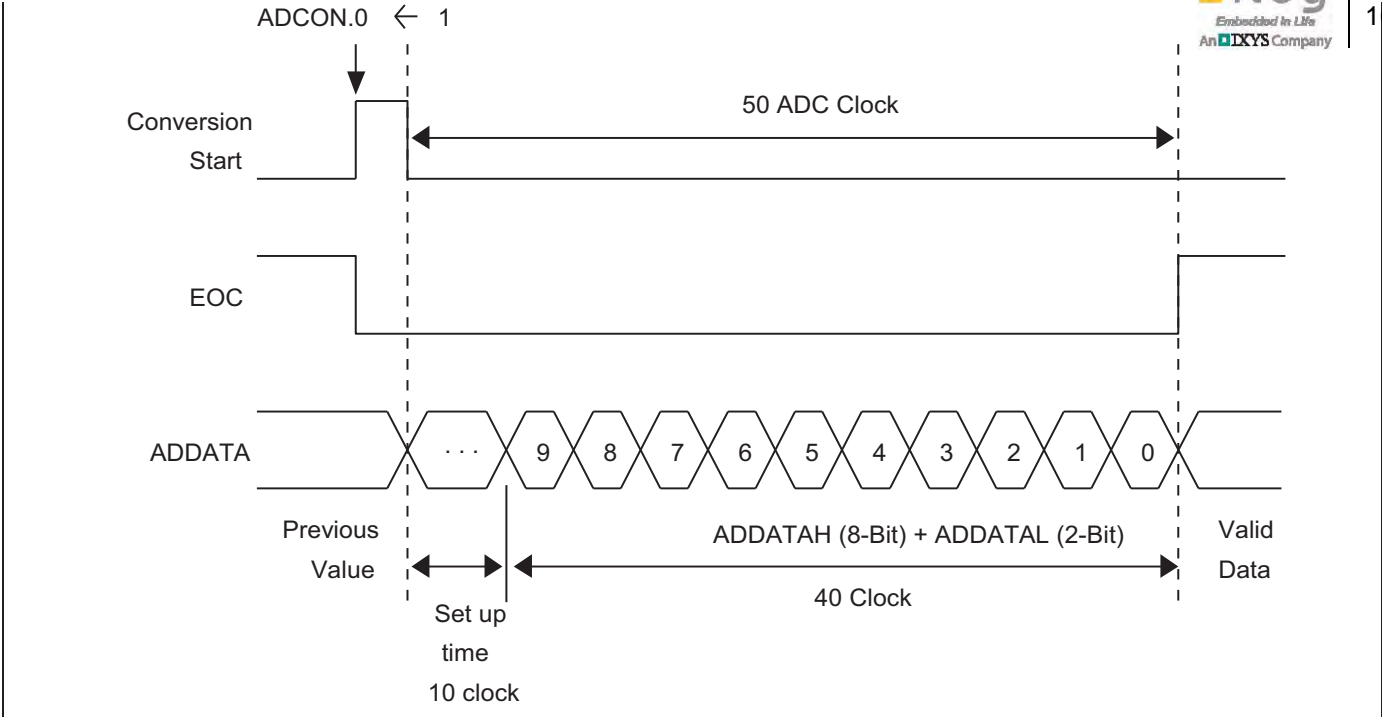 ADCON.0 ← 1
Embedded In Life
An IXYS Company
1
50 ADC Clock
Conversion
Start
EOC
ADDATA
· · ·
9
8
7
6
5
4
3
2
1
0
Previous
Value
ADDATAH (8-Bit) + ADDATAL (2-Bit)
Valid
Data
40 Clock
Set up
time
10 clock